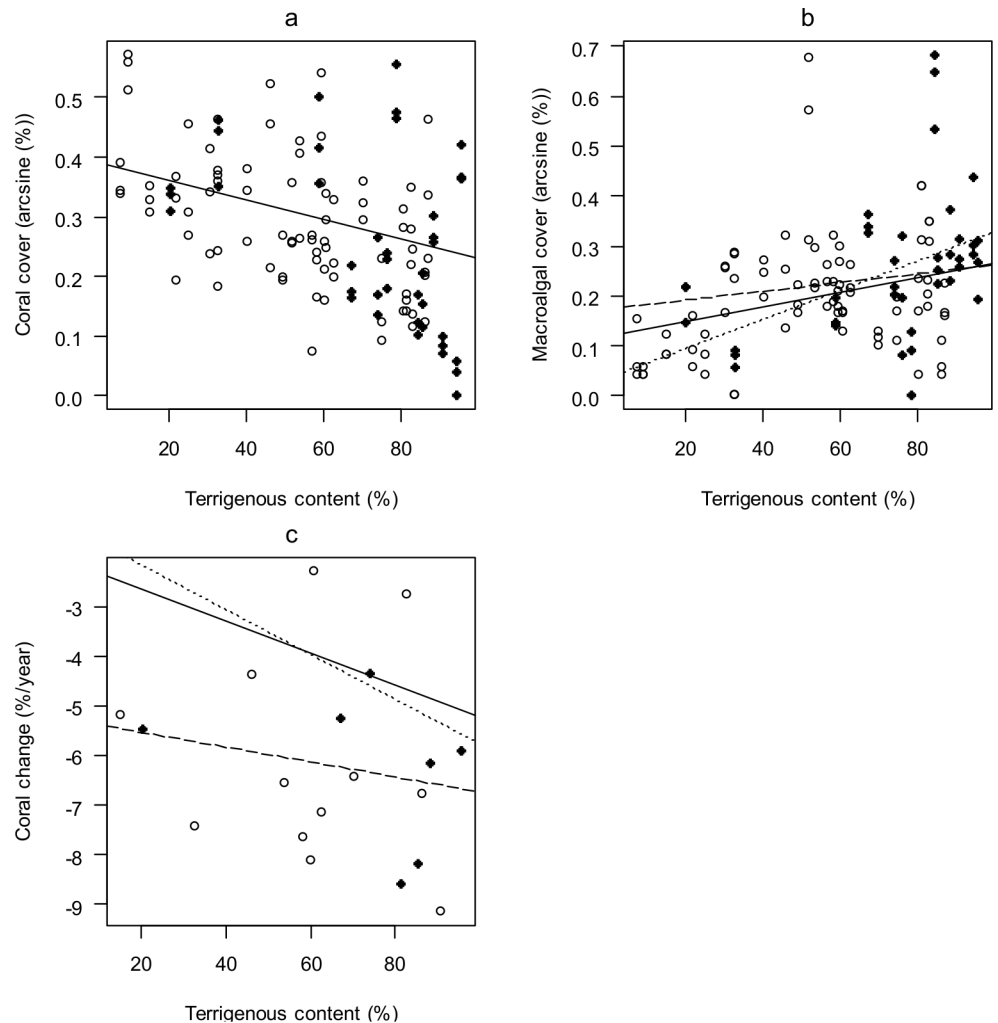 a
Coral cover (arcsine (%))
0.5
0.4
0.3
0.2
0.1
0.0
20 40 60 80
Terrigenous content (%)
b
Macroalgal cover (arcsine (%))
0.7
0.6
0.5
0.4
0.3
0.2
0.1
0.0
20 40 60 80
Terrigenous content (%)
c
Coral change (%/year)
-3
-4
-5
-6
-7
-8
-9
20 40 60 80
Terrigenous content (%)